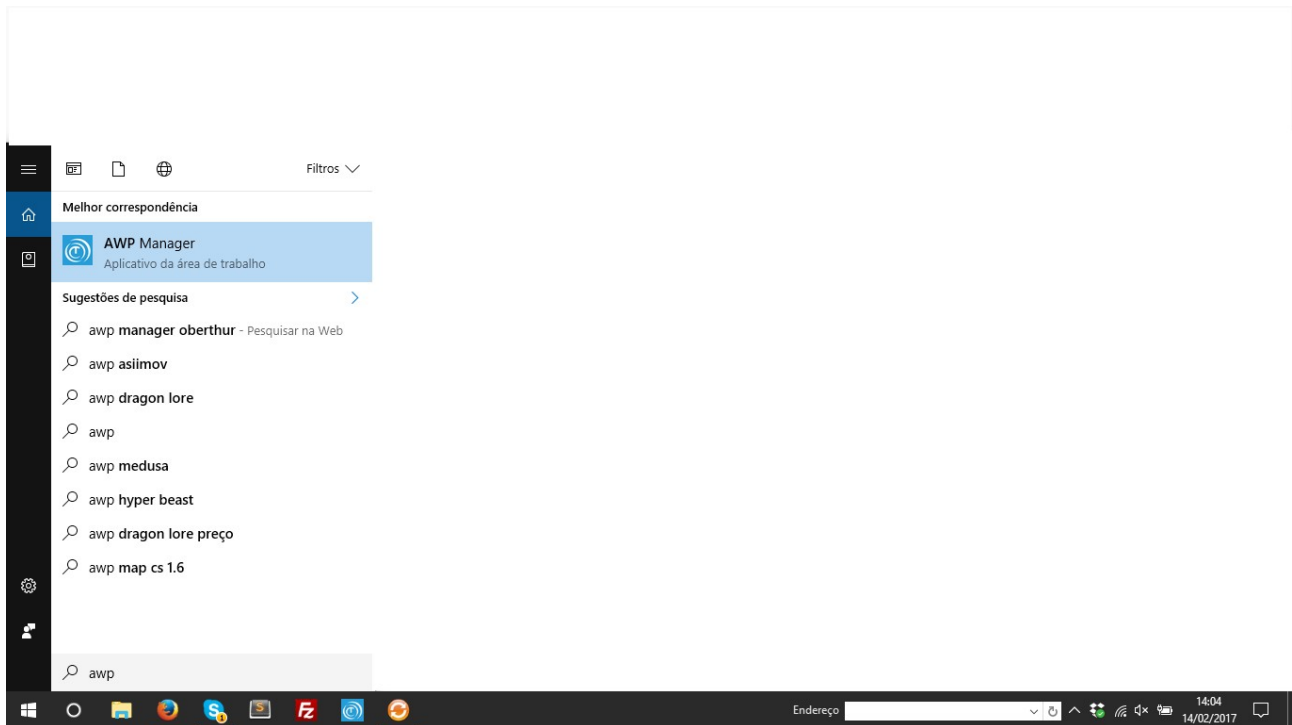 Filtros
Melhor correspondência
AWP Manager
Aplicativo da área de trabalho
Sugestões de pesquisa
awp manager oberthur - Pesquisar na Web
awp asiimov
awp dragon lore
awp
awp medusa
awp hyper beast
awp dragon lore preço
awp map cs 1.6
awp
Endereço
14:04
14/02/2017